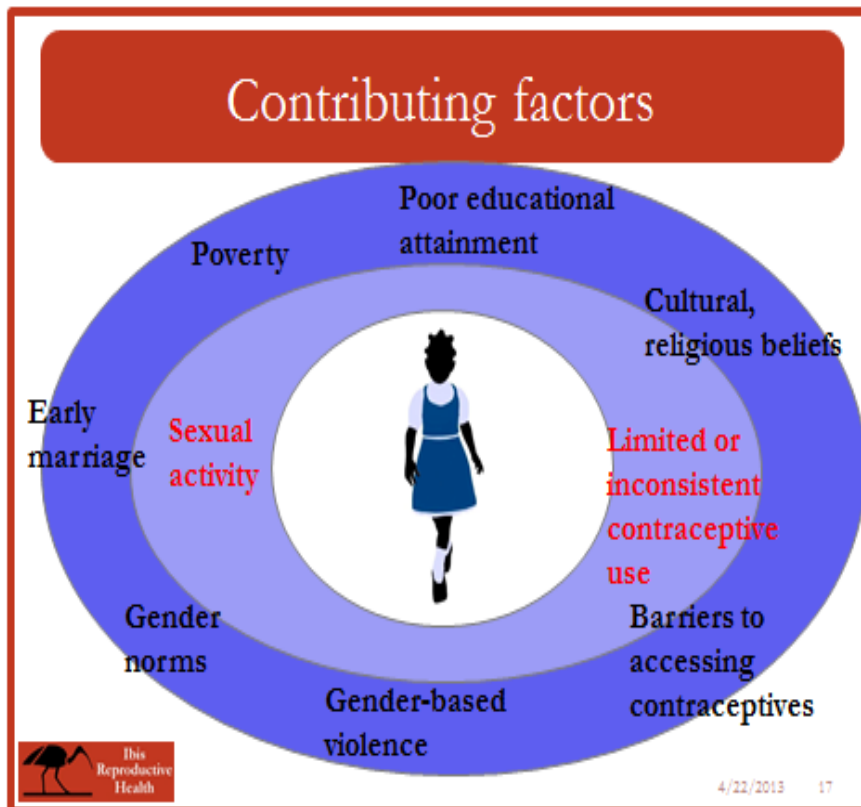 Contributing factors
Poor educational
attainment
Poverty
Cultural,
religious beliefs
Early
marriage
Sexual
activity
Limited or
inconsistent
contraceptive
use
Gender
norms
Barriers to
accessing
contraceptives
Gender-based
violence
Ibis
Reproductive
Health
4/22/2013 17